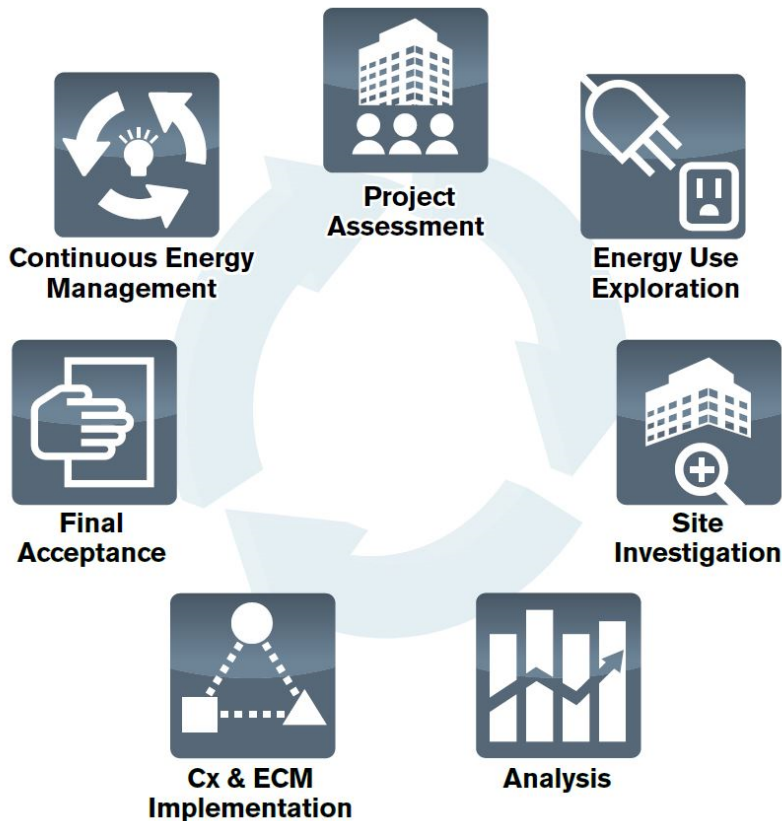 Project
Assessment
Energy Use
Exploration
Site
Investigation
Analysis
Cx & ECM
Implementation
Final
Acceptance
Continuous Energy
Management